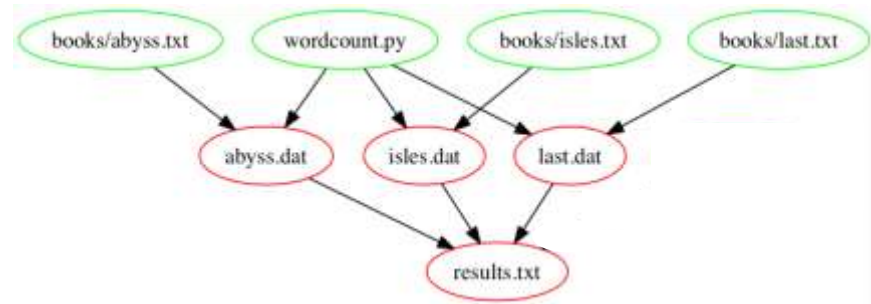 books/abyss.txt wordcount.py books/isles.txt books/last.txt
abyss.dat isles.dat last.dat
results.txt